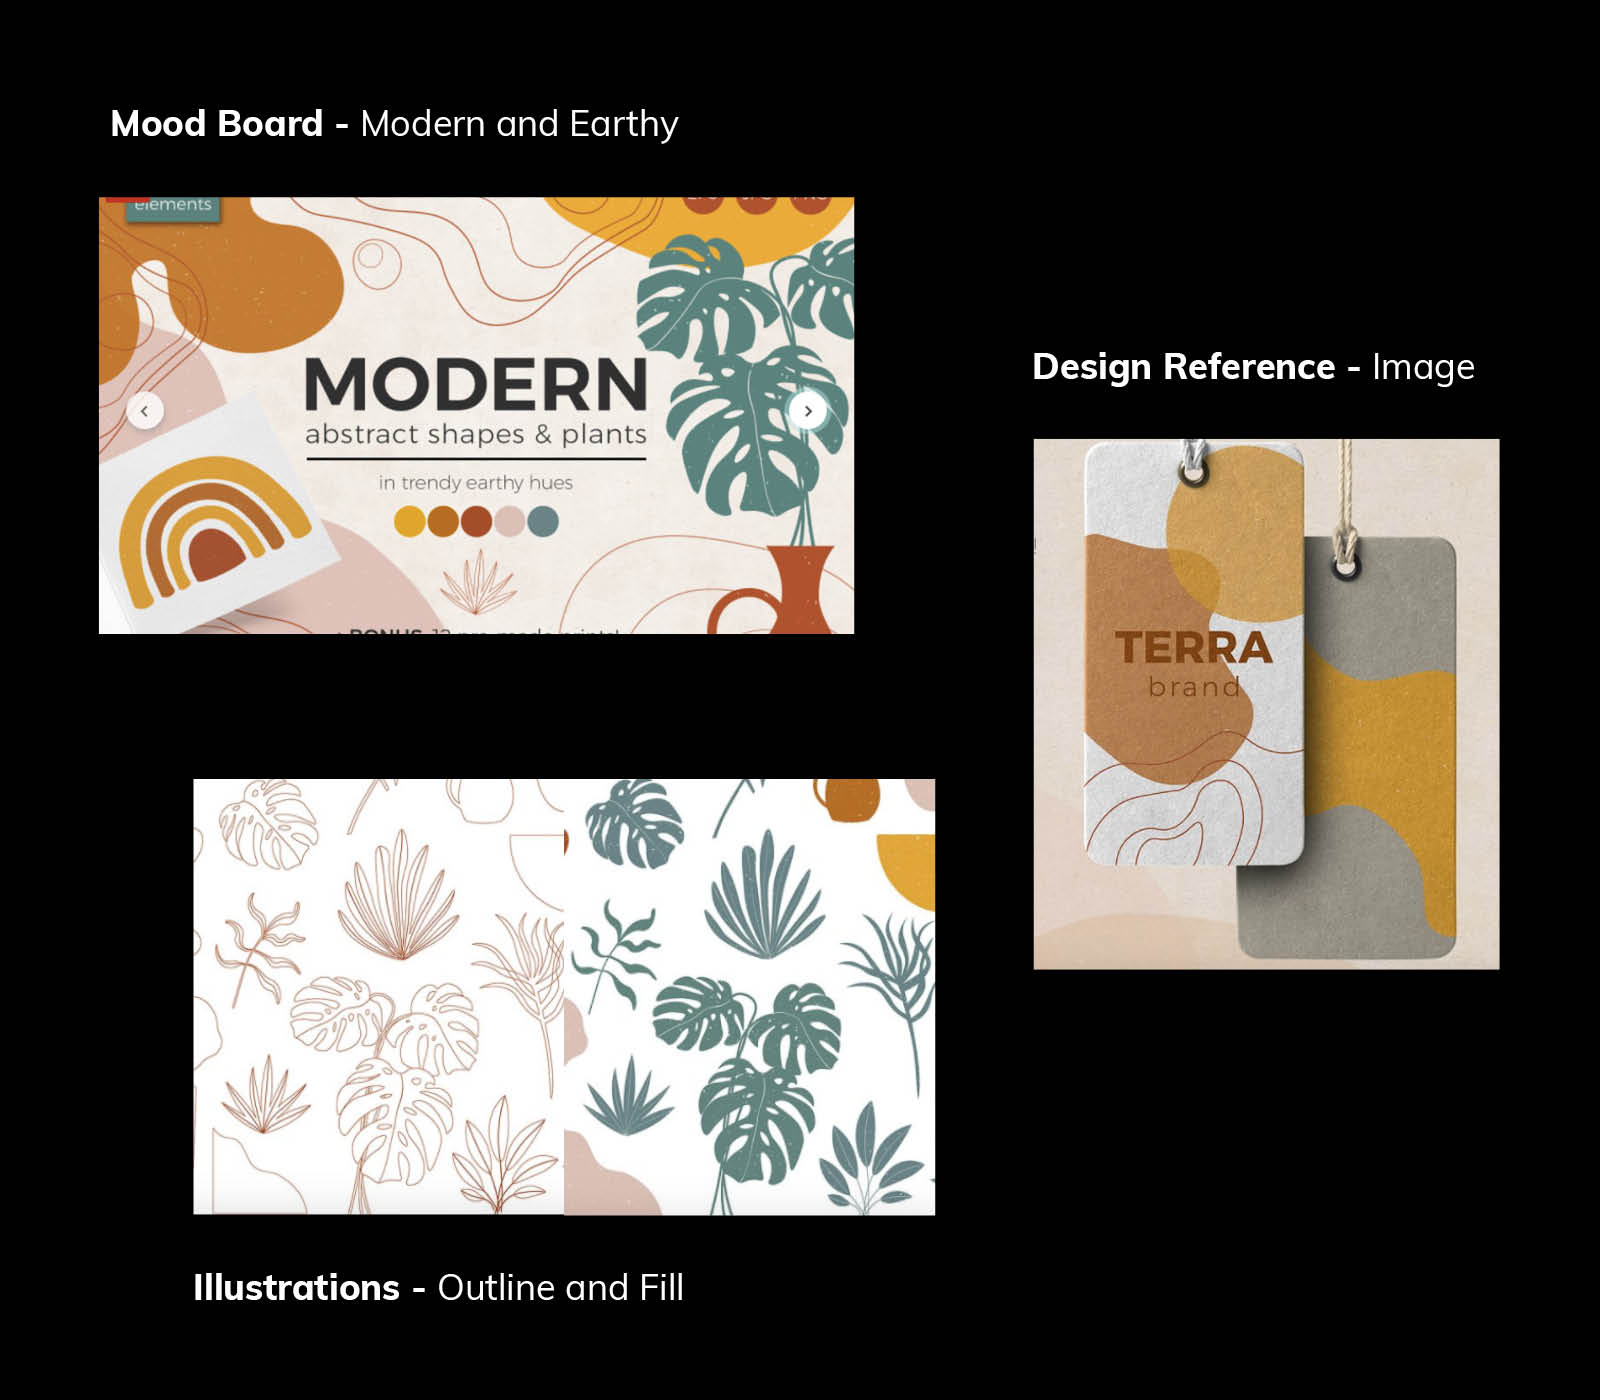 Mood Board - Modern and Earthy
elements
MODERN
abstract shapes & plants
in trendy earthy hues
Design Reference - Image
TERRA
brand
Illustrations - Outline and Fill